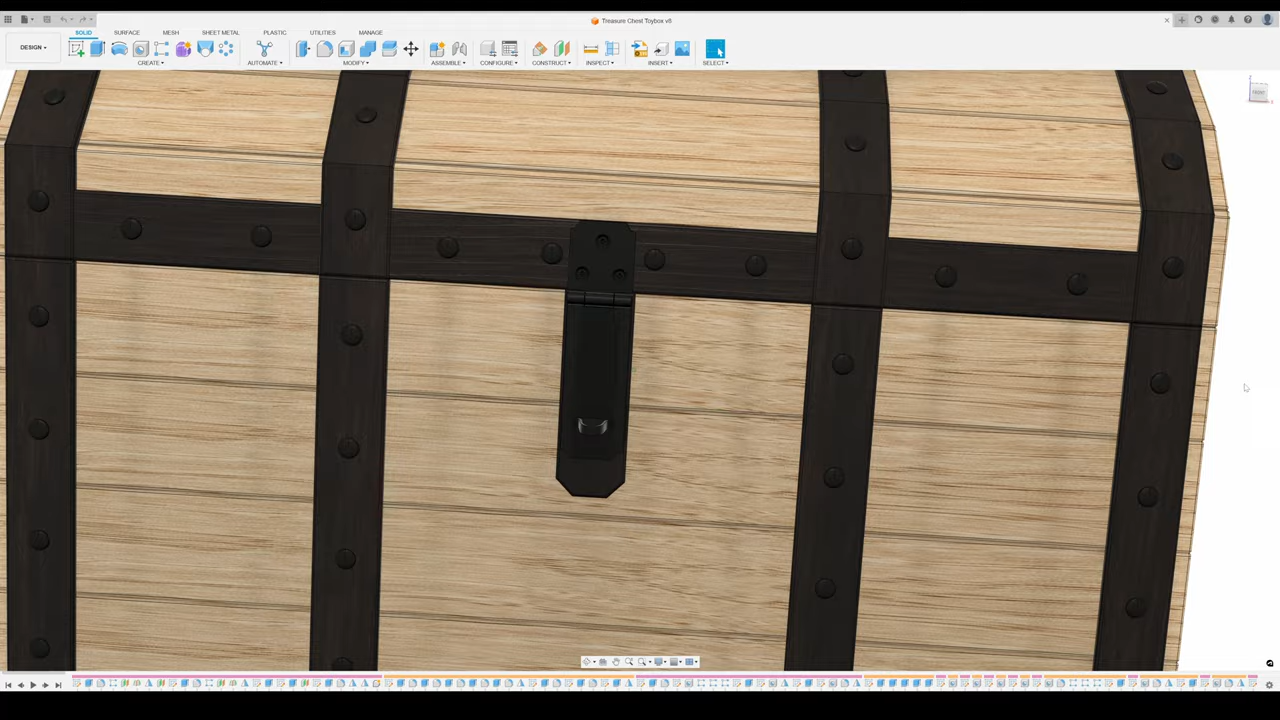 Treasure Chest Toybox v8
SOLID SURFACE MESH SHEET METAL PLASTIC UTILITIES MANAGE
DESIGN
CREATE AUTOMATE MODIFY ASSEMBLE CONFIGURE CONSTRUCT INSPECT INSERT SELECT